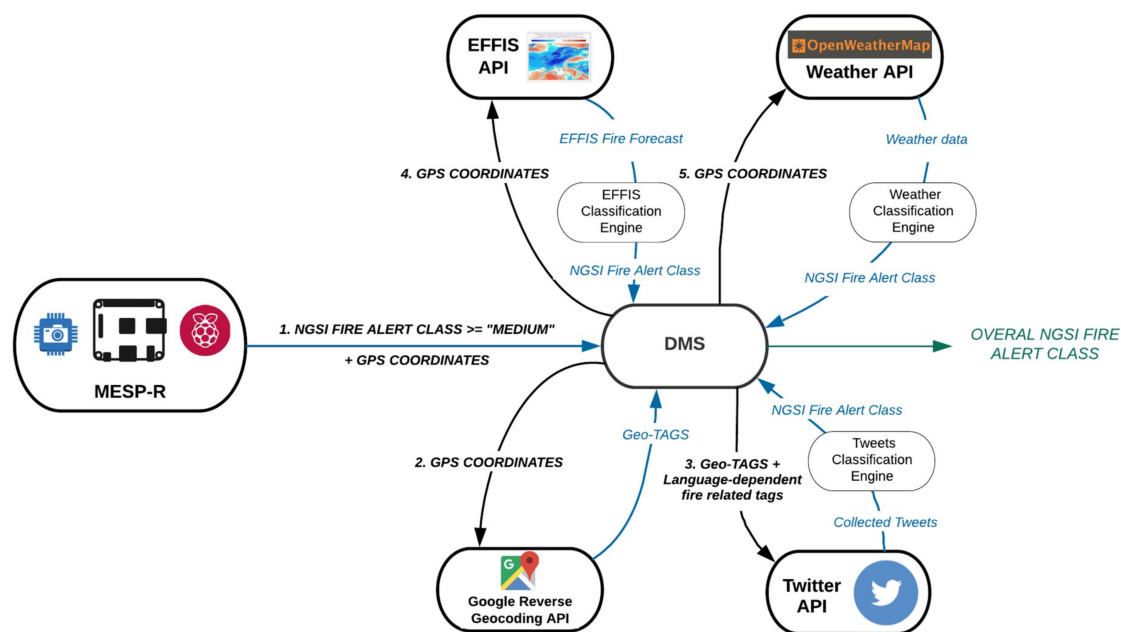 EFFIS
API
OpenWeatherMap
Weather API
EFFIS Fire Forecast
Weather data
4. GPS COORDINATES
5. GPS COORDINATES
EFFIS
Classification
Engine
Weather
Classification
Engine
NGSI Fire Alert Class
NGSI Fire Alert Class
1. NGSI FIRE ALERT CLASS >= "MEDIUM"
+ GPS COORDINATES
MESP-R
DMS
OVERAL NGSI FIRE
ALERT CLASS
NGSI Fire Alert Class
Geo-TAGS
2. GPS COORDINATES
3. Geo-TAGS +
Language-dependent
fire related tags
Tweets
Classification
Engine
Collected Tweets
G
Google Reverse
Geocoding API
Twitter
API